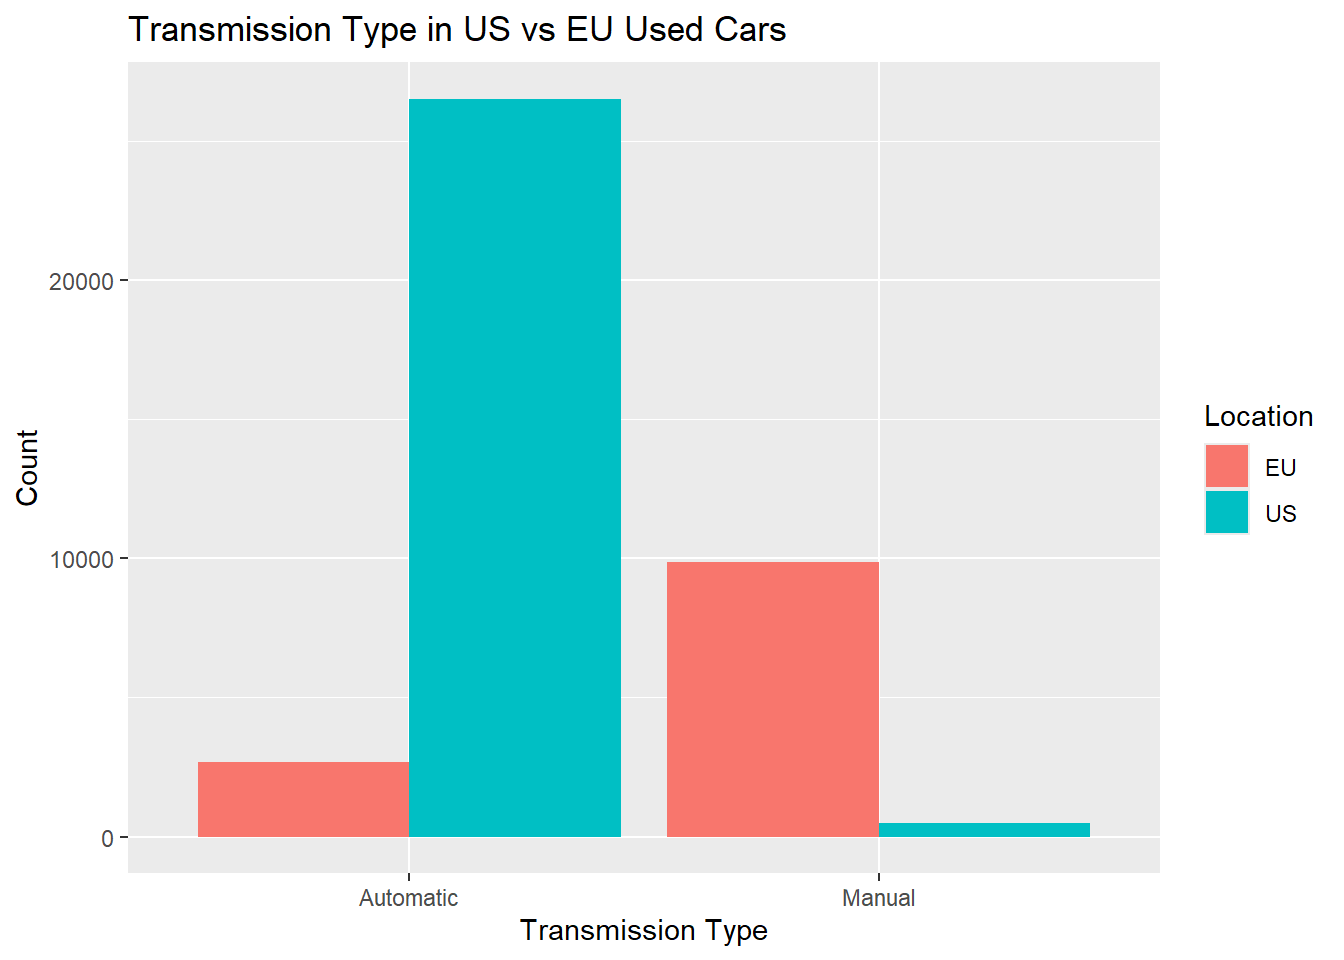 Transmission Type in US vs EU Used Cars
Count
20000
10000
0
Automatic
Manual
Transmission Type
Location
EU
US